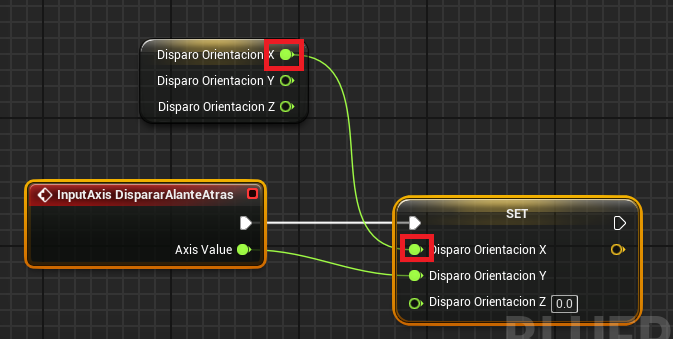 Disparo Orientacion X
Disparo Orientacion Y
Disparo Orientacion Z
InputAxis DispararAlanteAtras
Axis Value
SET
Disparo Orientacion X
Disparo Orientacion Y
Disparo Orientacion Z 0.0